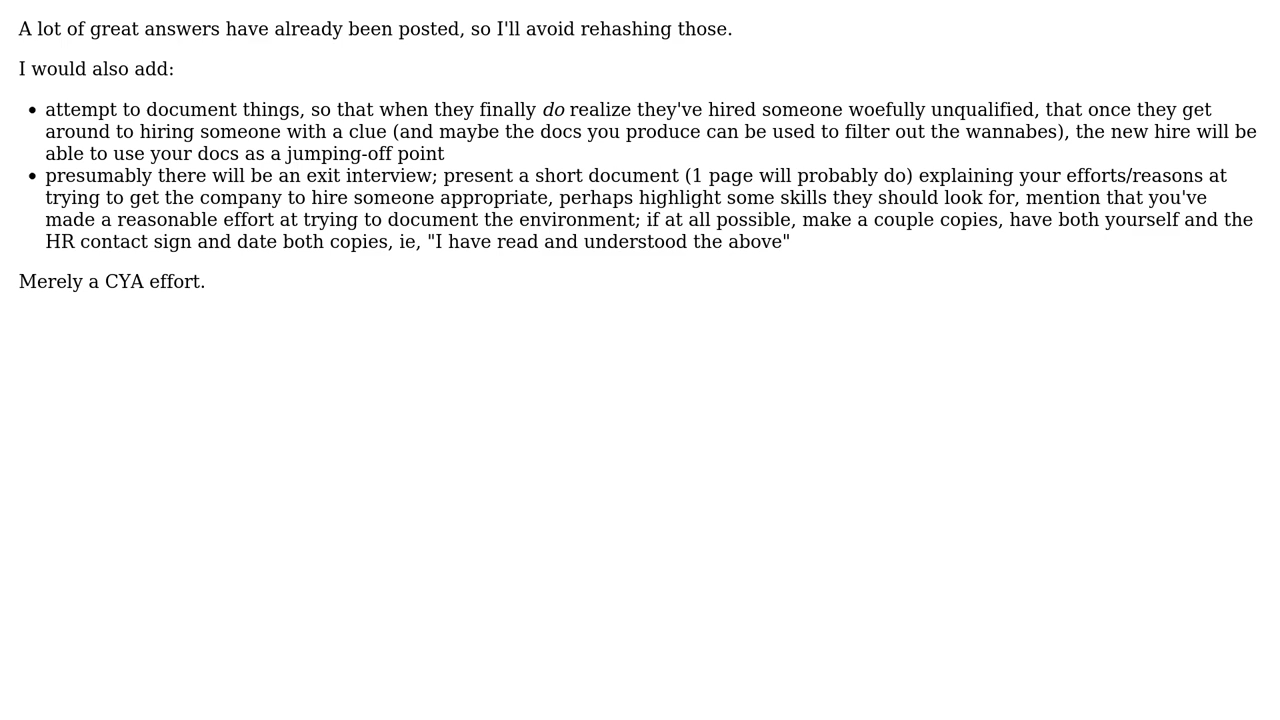 A lot of great answers have already been posted, so I'll avoid rehashing those.
I would also add:
• attempt to document things, so that when they finally do realize they've hired someone woefully unqualified, that once they get
around to hiring someone with a clue (and maybe the docs you produce can be used to filter out the wannabes), the new hire will be
able to use your docs as a jumping-off point
• presumably there will be an exit interview; present a short document (1 page will probably do) explaining your efforts/reasons at
trying to get the company to hire someone appropriate, perhaps highlight some skills they should look for, mention that you've
made a reasonable effort at trying to document the environment; if at all possible, make a couple copies, have both yourself and the
HR contact sign and date both copies, ie, "I have read and understood the above"
Merely a CYA effort.